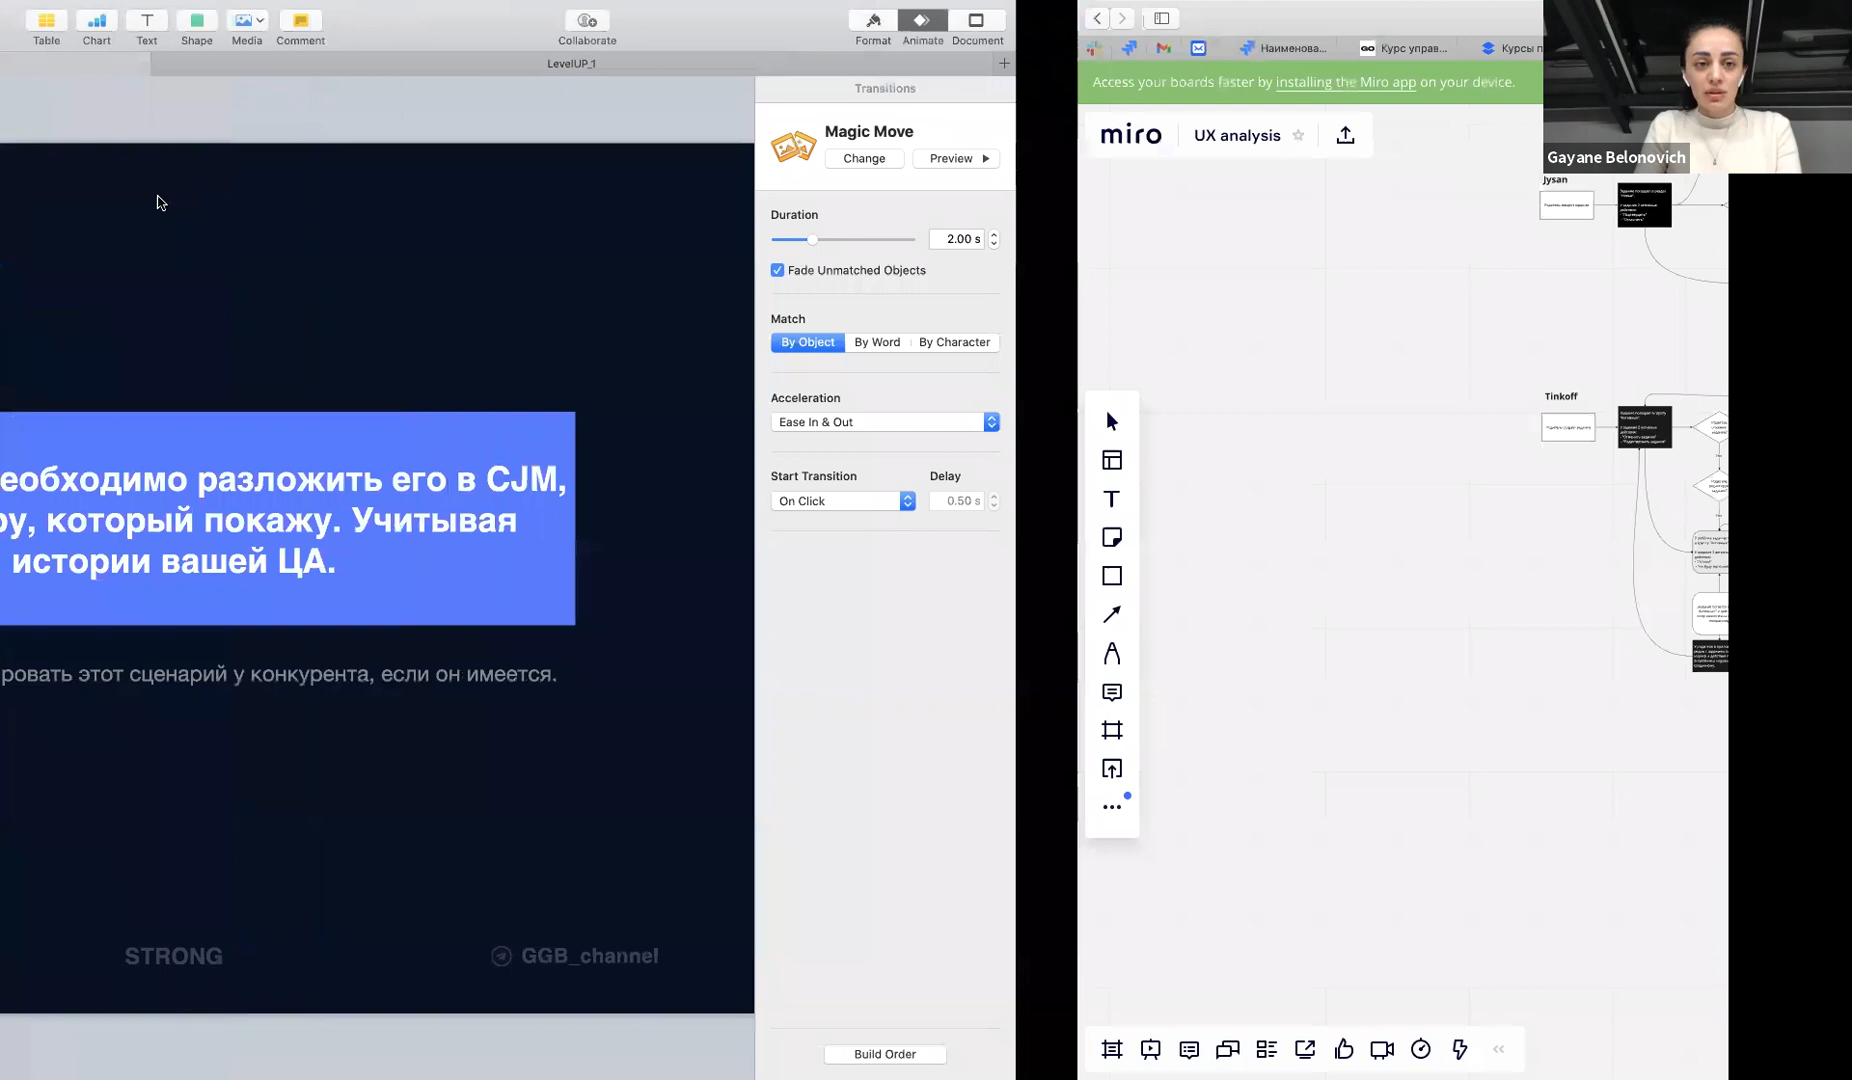 Table
Chart
Text
Shape
Media
Comment
Collaborate
Format
Animate
Document
LevelUP_1
Transitions
Magic Move
Change
Preview
Duration
2.00 s
Fade Unmatched Objects
Match
By Object
By Word
By Character
Acceleration
Ease In & Out
Start Transition
Delay
On Click
0.50 s
Build Order
еобходимо разложить его в CJM,
ру, который покажу. Учитывая
истории вашей ЦА.
ровать этот сценарий у конкурента, если он имеется.
STRONG
GGB_channel
Наименова...
GO
Курс управ...
Курсы п
Access your boards faster by installing the Miro app on your device.
miro
UX analysis
Gayane Belonovich
Jysan
Tinkoff